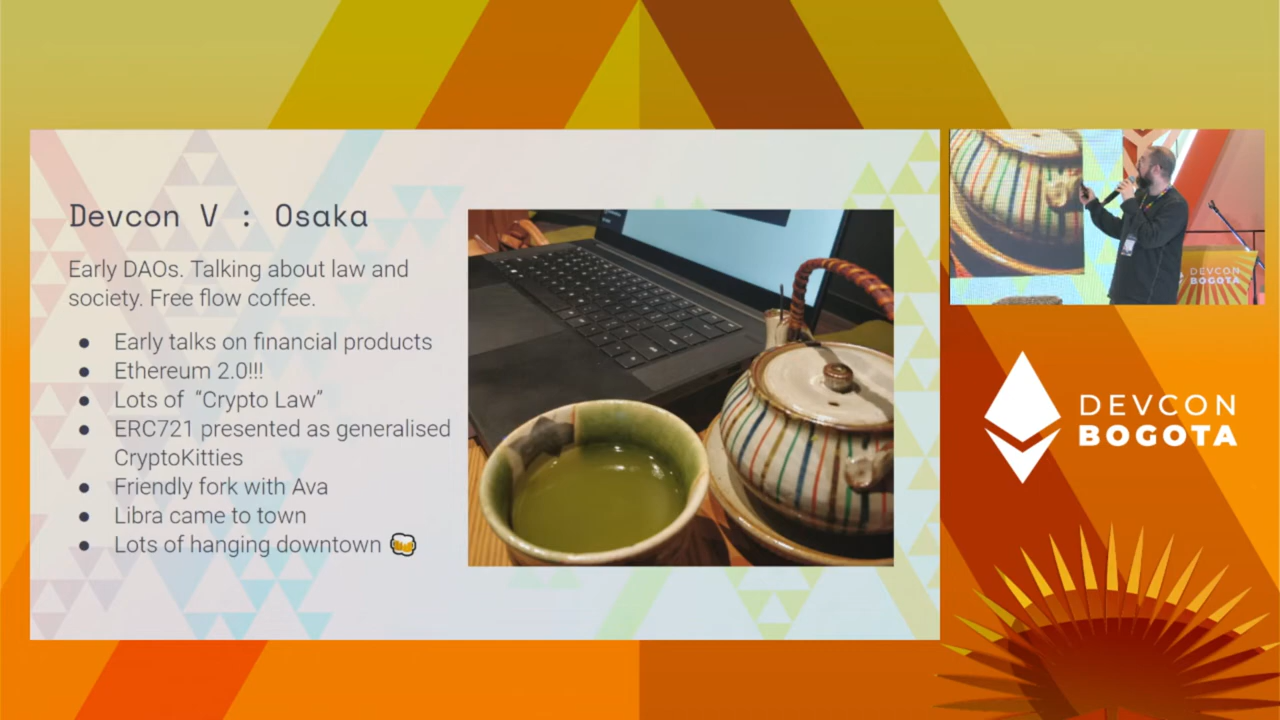 Devcon V : Osaka
Early DAOs. Talking about law and
society. Free flow coffee.
● Early talks on financial products
● Ethereum 2.0!!!
● Lots of “Crypto Law”
● ERC721 presented as generalised
CryptoKitties
● Friendly fork with Ava
● Libra came to town
● Lots of hanging downtown 🍻
DEVCON
BOGOTA
DEVCON
BOGOTA